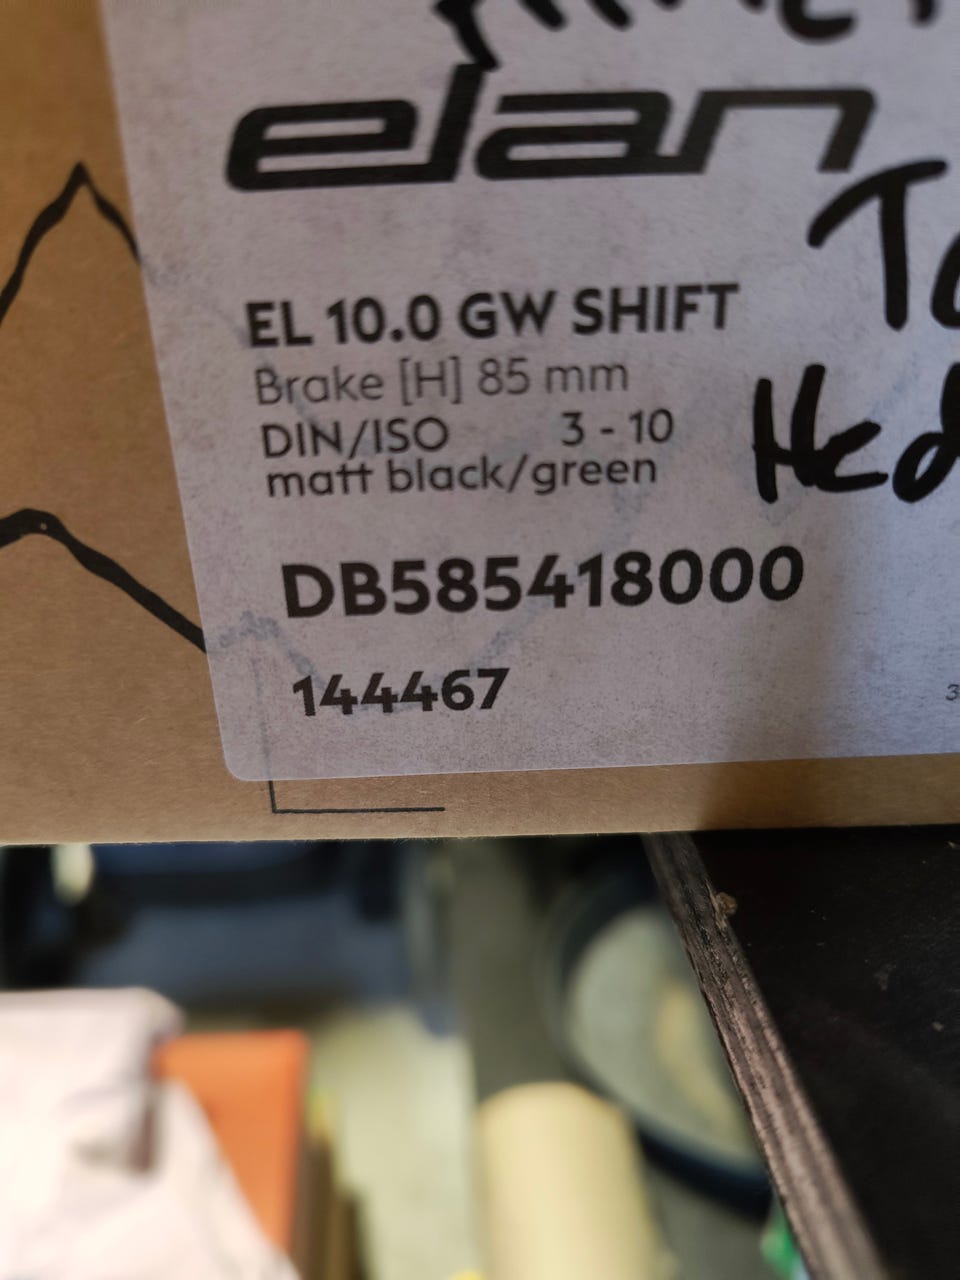 elan
EL 10.0 GW SHIFT
Brake [H] 85 mm
DIN/ISO 3 - 10
matt black/green
DB585418000
144467